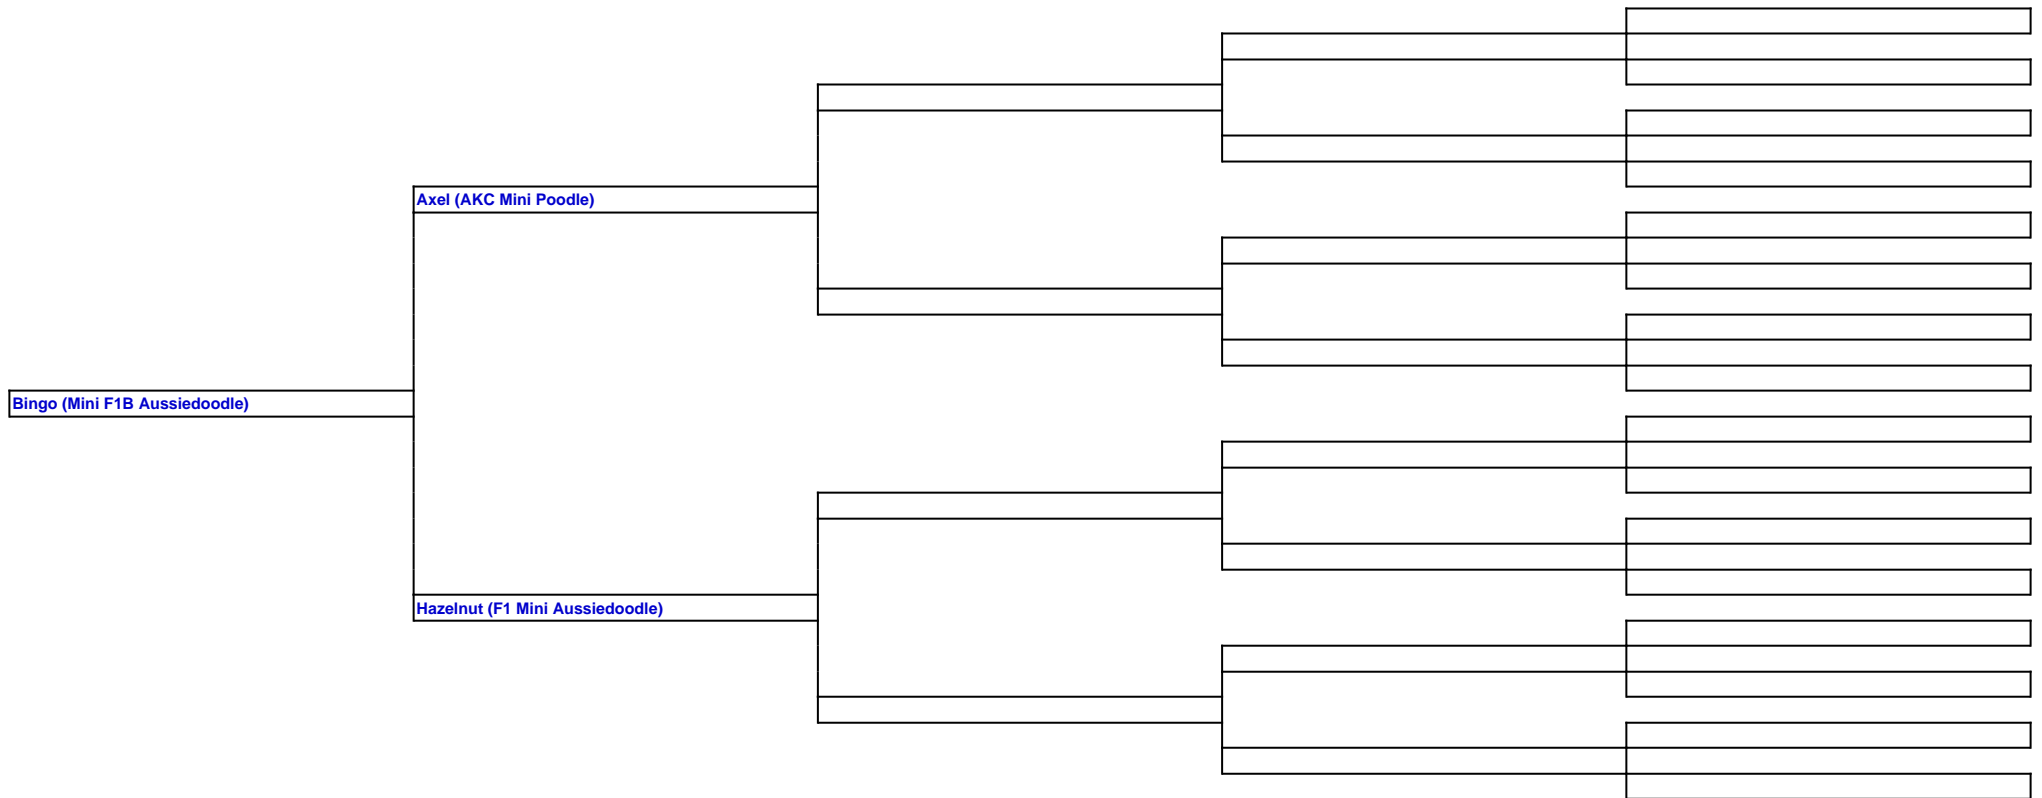 Axel (AKC Mini Poodle)
Bingo (Mini F1B Aussiedoodle)
Hazelnut (F1 Mini Aussiedoodle)